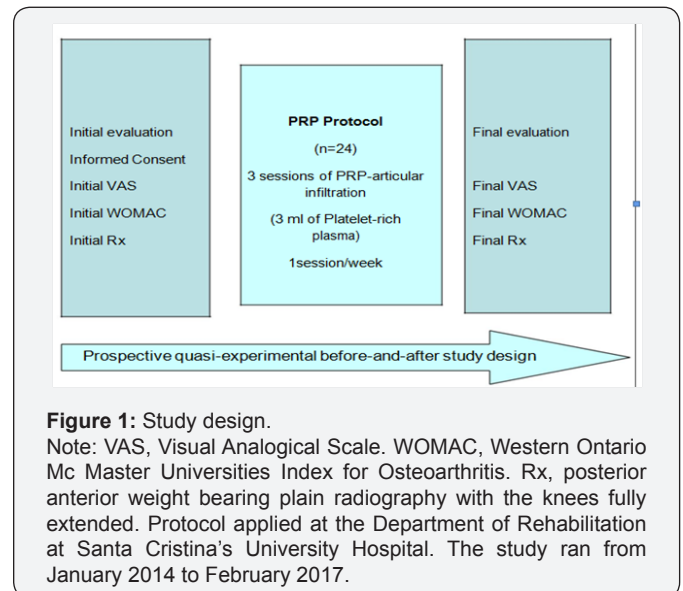 Initial evaluation
Informed Consent
Initial VAS
Initial WOMAC
Initial Rx
PRP Protocol
(n=24)
3 sessions of PRP-articular
infiltration
(3 ml of Platelet-rich
plasma)
1session/week
Final evaluation
Final VAS
Final WOMAC
Final Rx
Prospective quasi-experimental before-and-after study design
Figure 1: Study design.
Note: VAS, Visual Analogical Scale. WOMAC, Western Ontario
Mc Master Universities Index for Osteoarthritis. Rx, posterior
anterior weight bearing plain radiography with the knees fully
extended. Protocol applied at the Department of Rehabilitation
at Santa Cristina's University Hospital. The study ran from
January 2014 to February 2017.